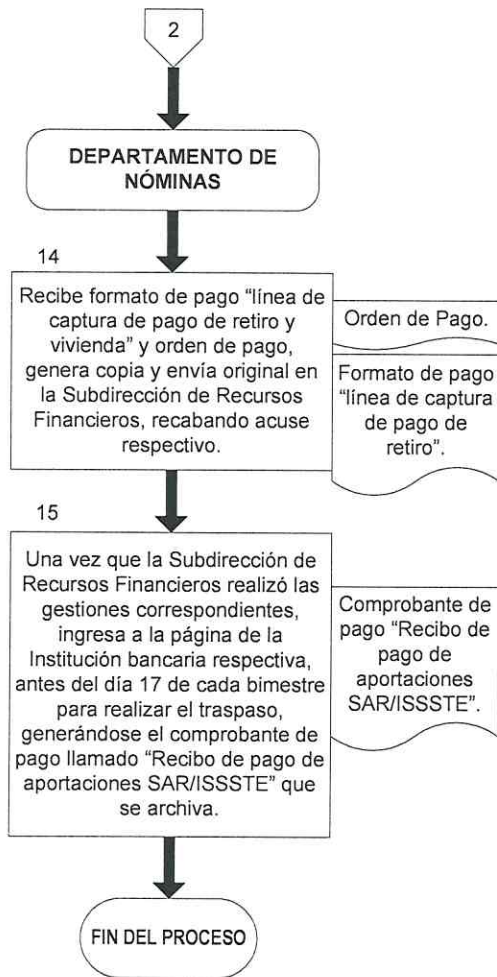 2
DEPARTAMENTO DE
NÓMINAS
14
Recibe formato de pago “línea de
captura de pago de retiro y
vivienda” y orden de pago,
genera copia y envía original en
la Subdirección de Recursos
Financieros, recabando acuse
respectivo.
Orden de Pago.
Formato de pago
“línea de captura
de pago de
retiro”.
15
Una vez que la Subdirección de
Recursos Financieros realizó las
gestiones correspondientes,
ingresa a la página de la
Institución bancaria respectiva,
antes del día 17 de cada bimestre
para realizar el traspaso,
generándose el comprobante de
pago llamado “Recibo de pago de
aportaciones SAR/ISSSTE” que
se archiva.
Comprobante de
pago “Recibo de
pago de
aportaciones
SAR/ISSSTE”.
FIN DEL PROCESO